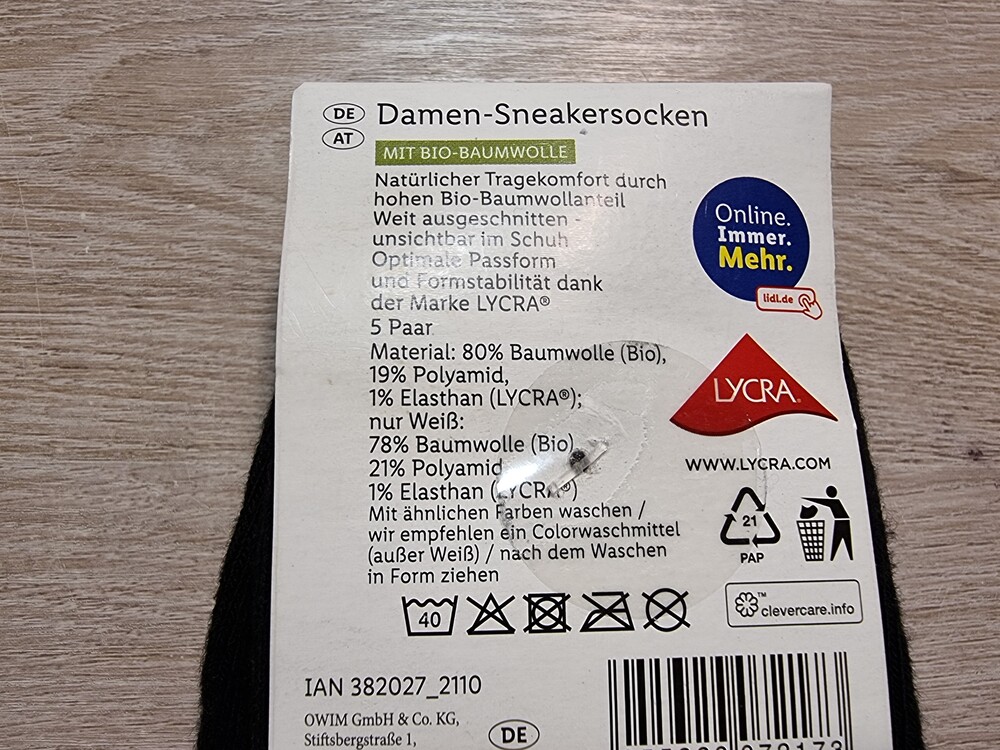 DE
AT
Damen-Sneakersocken
MIT BIO-BAUMWOLLE
Natürlicher Tragekomfort durch
hohen Bio-Baumwollanteil
Weit ausgeschnitten -
unsichtbar im Schuh
Optimale Passform
und Formstabilität dank
der Marke LYCRA®
5 Paar
Material: 80% Baumwolle (Bio),
19% Polyamid,
1% Elasthan (LYCRA®);
nur Weiß:
78% Baumwolle (Bio)
21% Polyamid
1% Elasthan (LYCRA®)
Mit ähnlichen Farben waschen /
wir empfehlen ein Colorwaschmittel
(außer Weiß) / nach dem Waschen
in Form ziehen
40
Online.
Immer.
Mehr.
lidl.de
LYCRA®
WWW.LYCRA.COM
21
PAP
clevercare.info™
IAN 382027_2110
OWIM GmbH & Co. KG,
Stiftsbergstraße 1,
DE